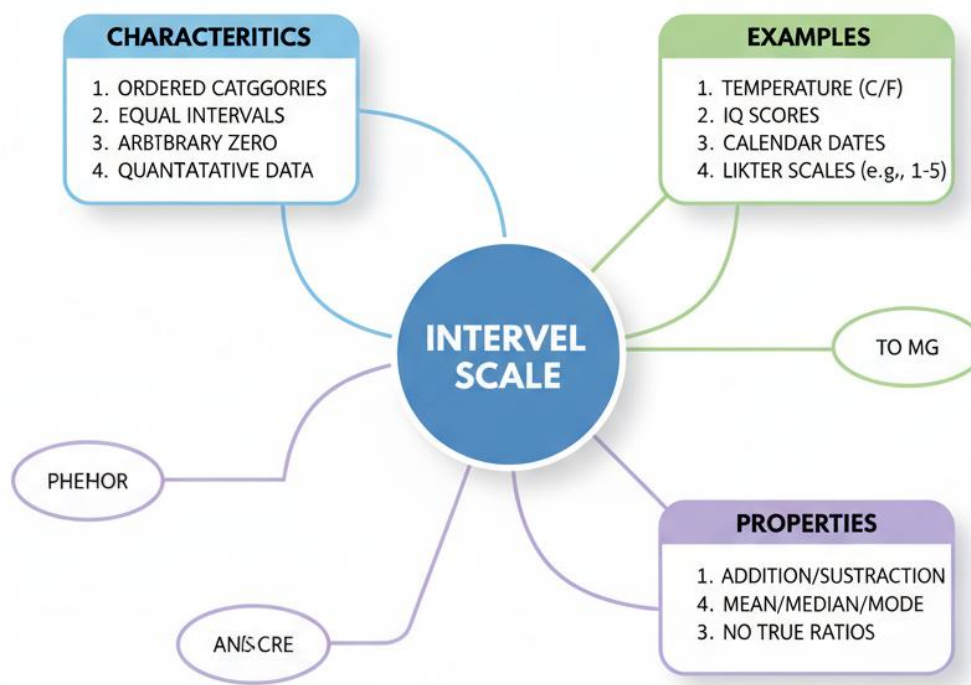 CHARACTERITICS
1. ORDERED CATGGORIES
2. EQUAL INTERVALS
3. ARBTBRARY ZERO
4. QUANTATATIVE DATA
EXAMPLES
1. TEMPERATURE (C/F)
2. IQ SCORES
3. CALENDAR DATES
4. LIKTER SCALES (e.g,, 1-5)
INTERVEL
SCALE
TO MG
PHEHOR
PROPERTIES
1. ADDITION/SUSTRACTION
4. MEAN/MEDIAN/MODE
3. NO TRUE RATIOS